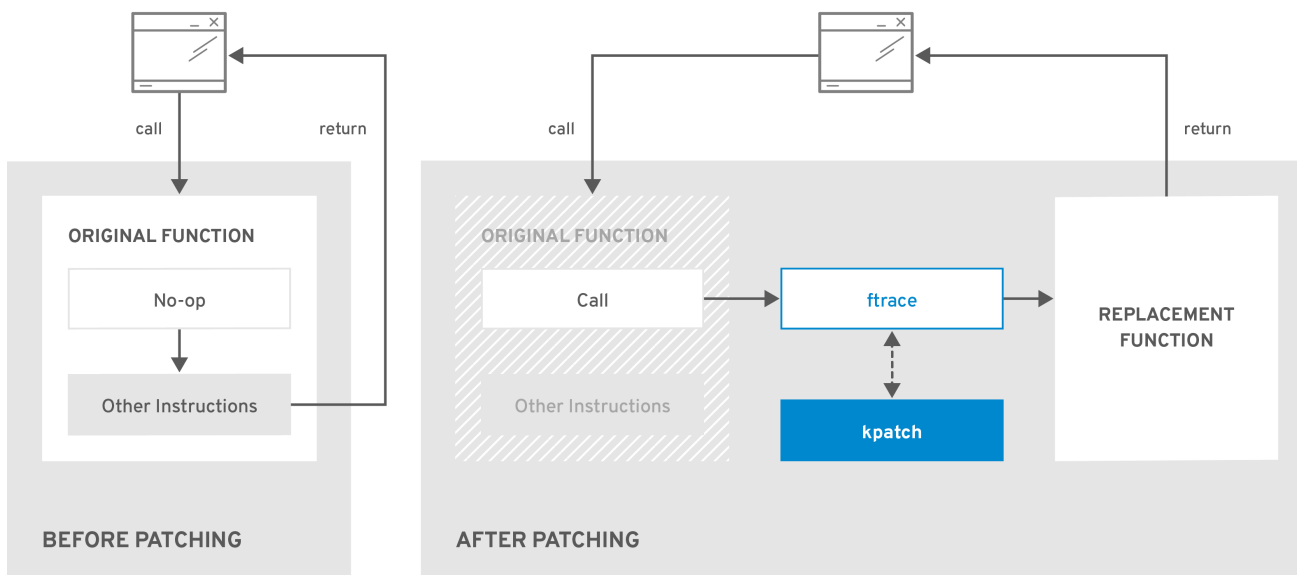 call
return
ORIGINAL FUNCTION
No-op
Other Instructions
BEFORE PATCHING
call
return
ORIGINAL FUNCTION
Call
ftrace
REPLACEMENT
FUNCTION
Other Instructions
kpatch
AFTER PATCHING